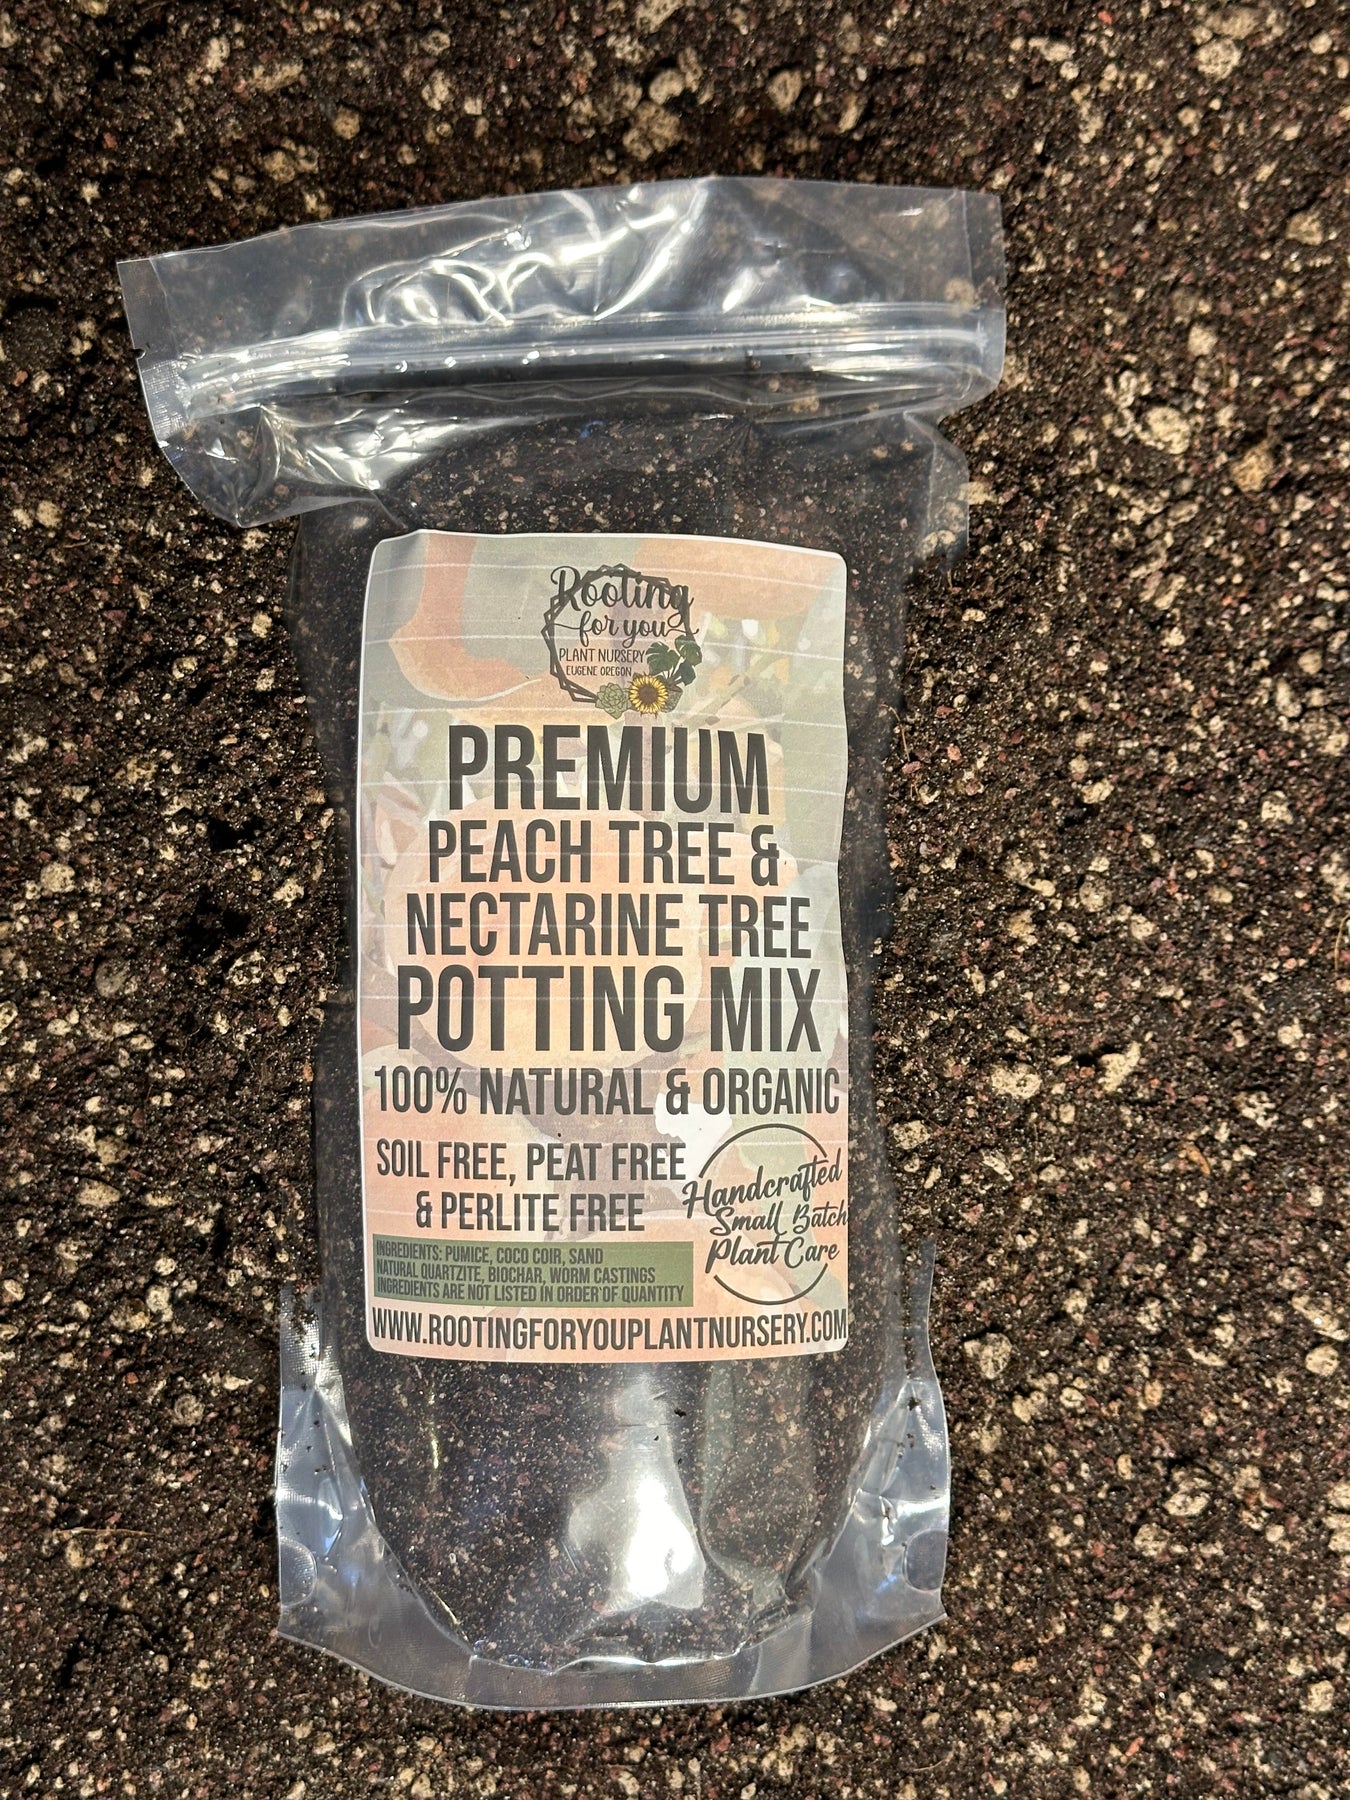 Rooting
for you
PLANT NURSERY
EUGENE OREGON
PREMIUM
PEACH TREE &
NECTARINE TREE
POTTING MIX
100% NATURAL & ORGANIC
SOIL FREE, PEAT FREE
& PERLITE FREE
Handcrafted
Small Batch
Plant Care
INGREDIENTS: PUMICE, COCO COIR, SAND
NATURAL QUARTZITE, BIOCHAR, WORM CASTINGS
INGREDIENTS ARE NOT LISTED IN ORDER OF QUANTITY
WWW.ROOTINGFORYOUPLANTNURSERY.COM